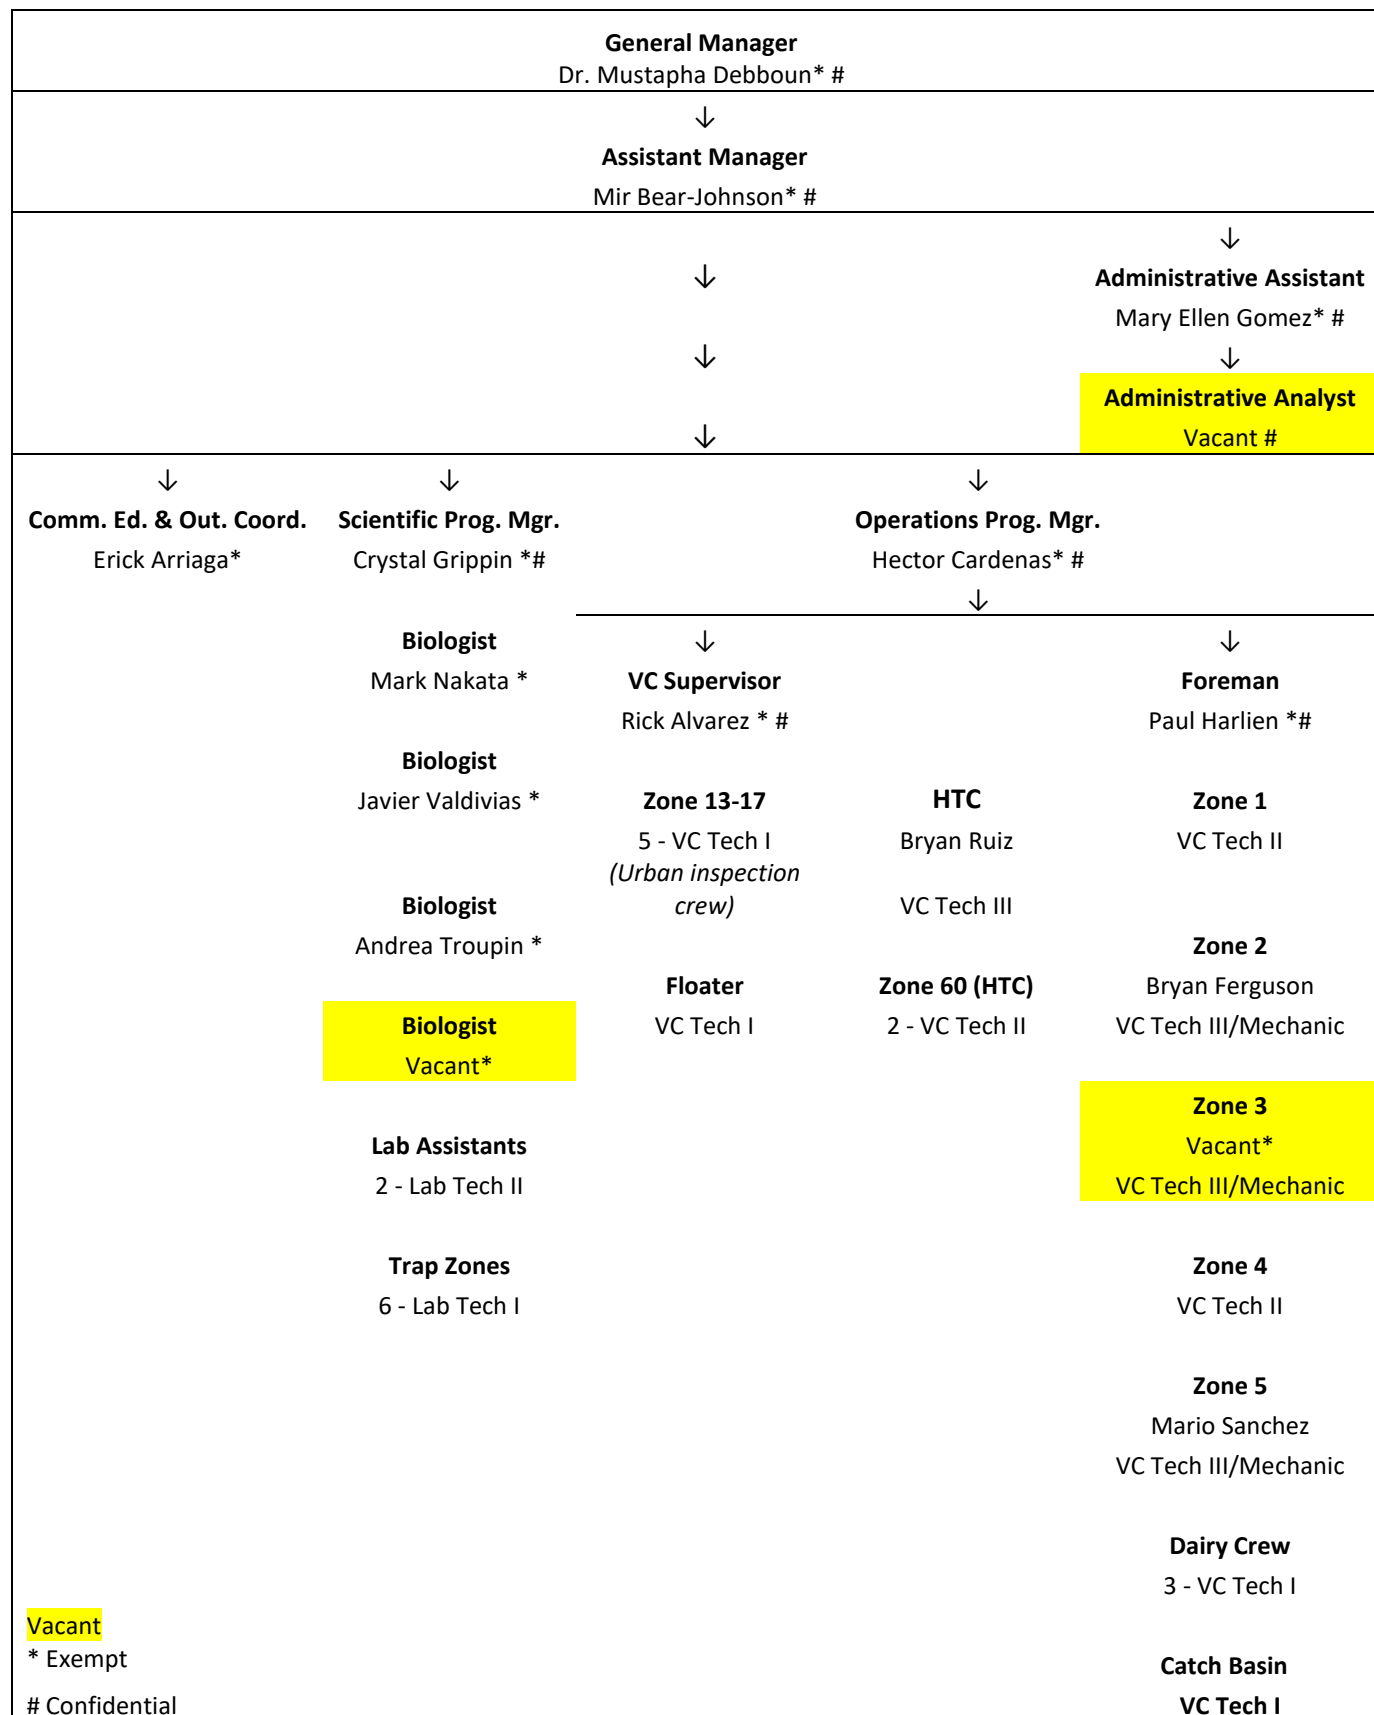 General Manager
Dr. Mustapha Debboun* #
↓
Assistant Manager
Mir Bear-Johnson* #
↓
↓
Administrative Assistant
Mary Ellen Gomez* #
↓
↓
Administrative Analyst
Vacant #
↓
↓
Comm. Ed. & Out. Coord.
Erick Arriaga*
↓
Scientific Prog. Mgr.
Crystal Grippin *#
Biologist
Mark Nakata *
Biologist
Javier Valdivias *
Biologist
Andrea Troupin *
Biologist
Vacant*
Lab Assistants
2 - Lab Tech II
Trap Zones
6 - Lab Tech I
↓
Operations Prog. Mgr.
Hector Cardenas* #
↓
↓
VC Supervisor
Rick Alvarez * #
Zone 13-17
5 - VC Tech I
(Urban inspection
crew)
Floater
VC Tech I
HTC
Bryan Ruiz
VC Tech III
Zone 60 (HTC)
2 - VC Tech II
↓
Foreman
Paul Harlien *#
Zone 1
VC Tech II
Zone 2
Bryan Ferguson
VC Tech III/Mechanic
Zone 3
Vacant*
VC Tech III/Mechanic
Zone 4
VC Tech II
Zone 5
Mario Sanchez
VC Tech III/Mechanic
Dairy Crew
3 - VC Tech I
Catch Basin
VC Tech I
Vacant
* Exempt
# Confidential